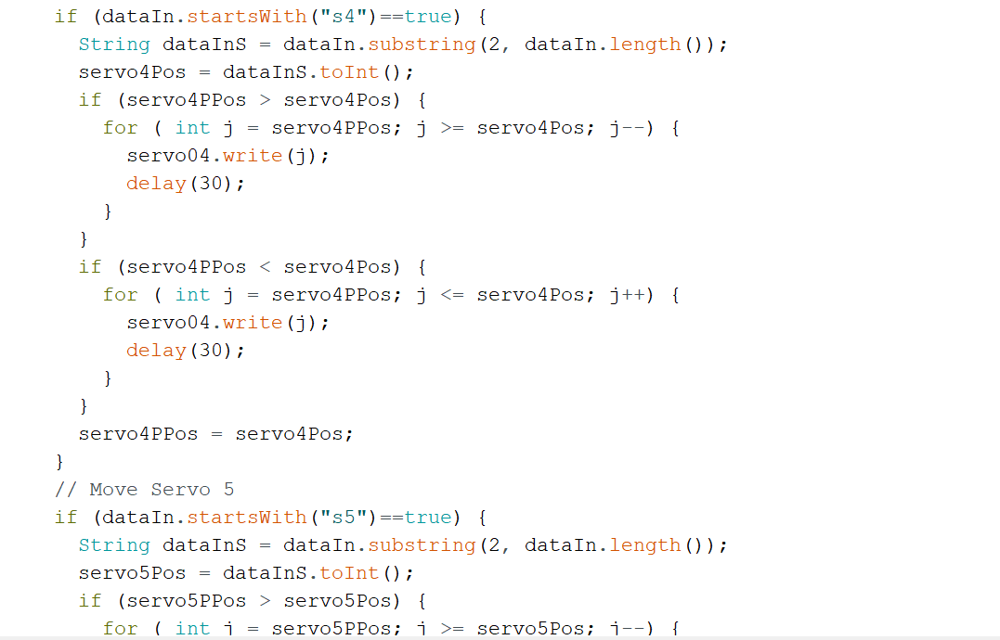 if (dataIn.startsWith("s4")==true) {
  String dataInS = dataIn.substring(2, dataIn.length());
  servo4Pos = dataInS.toInt();
  if (servo4PPos > servo4Pos) {
    for ( int j = servo4PPos; j >= servo4Pos; j--) {
      servo04.write(j);
      delay(30);
    }
  }
  if (servo4PPos < servo4Pos) {
    for ( int j = servo4PPos; j <= servo4Pos; j++) {
      servo04.write(j);
      delay(30);
    }
  }
  servo4PPos = servo4Pos;
}
// Move Servo 5
if (dataIn.startsWith("s5")==true) {
  String dataInS = dataIn.substring(2, dataIn.length());
  servo5Pos = dataInS.toInt();
  if (servo5PPos > servo5Pos) {
    for ( int j = servo5PPos; j >= servo5Pos; j--) {